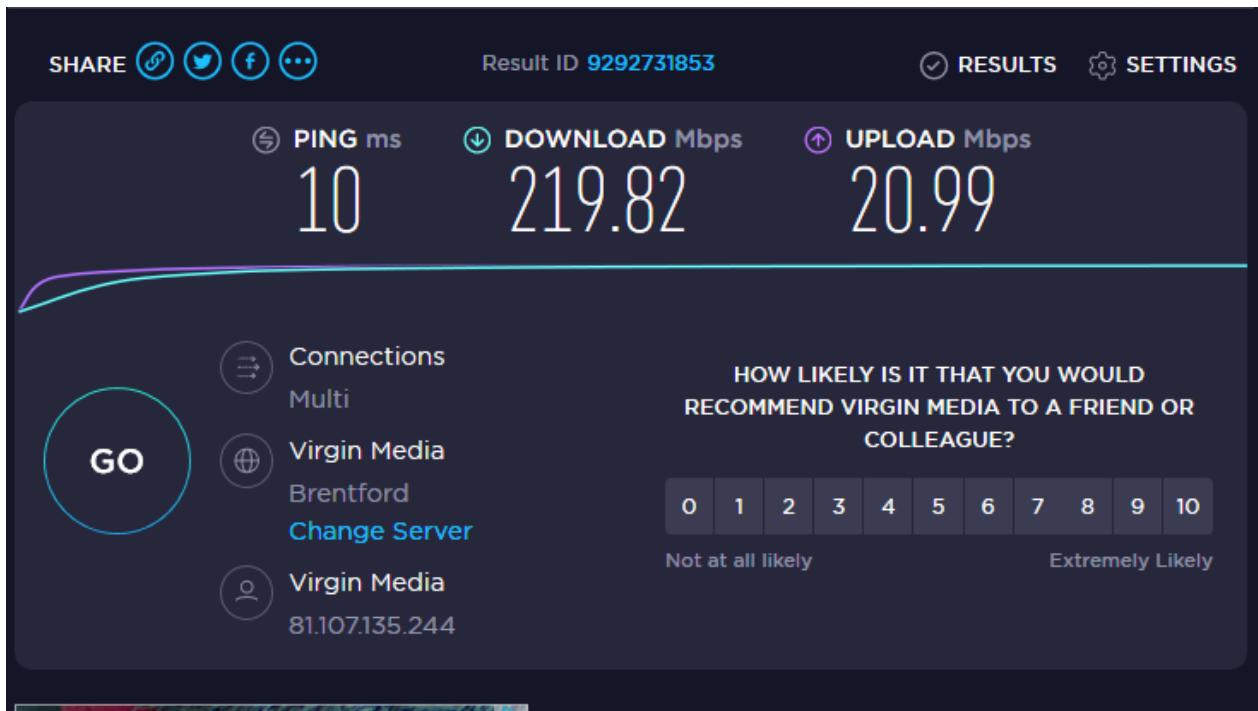 SHARE Result ID 9292731853 RESULTS SETTINGS
PING ms DOWNLOAD Mbps UPLOAD Mbps
10 219.82 20.99
Connections
Multi
Virgin Media
Brentford
Change Server
Virgin Media
81.107.135.244
GO
HOW LIKELY IS IT THAT YOU WOULD
RECOMMEND VIRGIN MEDIA TO A FRIEND OR
COLLEAGUE?
0 1 2 3 4 5 6 7 8 9 10
Not at all likely Extremely Likely